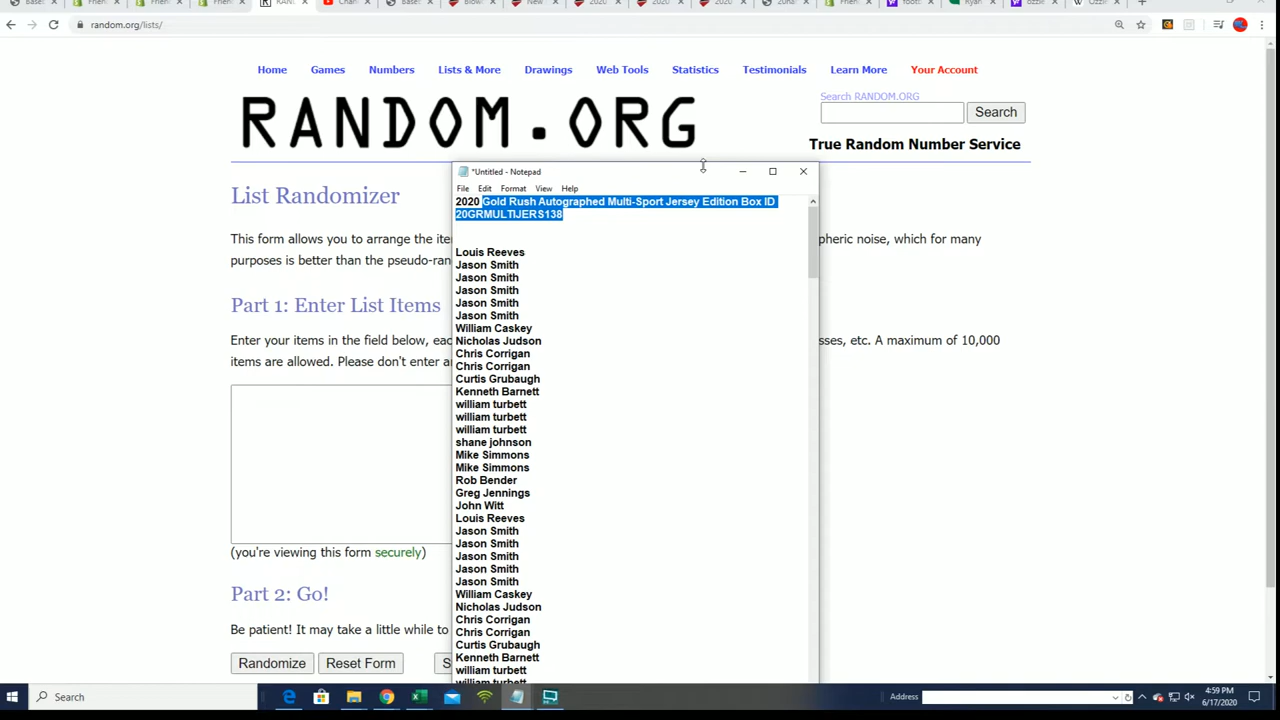 random.org/lists/
Home Games Numbers Lists & More Drawings Web Tools Statistics Testimonials Learn More Your Account
Search RANDOM.ORG
RANDOM.ORG
Search
True Random Number Service
*Untitled - Notepad
File Edit Format View Help
List Randomizer
2020 Gold Rush Autographed Multi-Sport Jersey Edition Box ID
20GRMULTIJERS138
This form allows you to arrange the ite
pheric noise, which for many
purposes is better than the pseudo-ran
Part 1: Enter List Items
Enter your items in the field below, eac
sses, etc. A maximum of 10,000
items are allowed. Please don't enter a
Louis Reeves
Jason Smith
Jason Smith
Jason Smith
Jason Smith
Jason Smith
William Caskey
Nicholas Judson
Chris Corrigan
Chris Corrigan
Curtis Grubaugh
Kenneth Barnett
william turbett
william turbett
william turbett
shane johnson
Mike Simmons
Mike Simmons
Rob Bender
Greg Jennings
John Witt
Louis Reeves
Jason Smith
Jason Smith
Jason Smith
Jason Smith
Jason Smith
William Caskey
Nicholas Judson
Chris Corrigan
Chris Corrigan
Curtis Grubaugh
Kenneth Barnett
william turbett
william turbett
(you're viewing this form securely)
Part 2: Go!
Be patient! It may take a little while to
Randomize Reset Form S
Search
Address
4:59 PM
6/17/2020